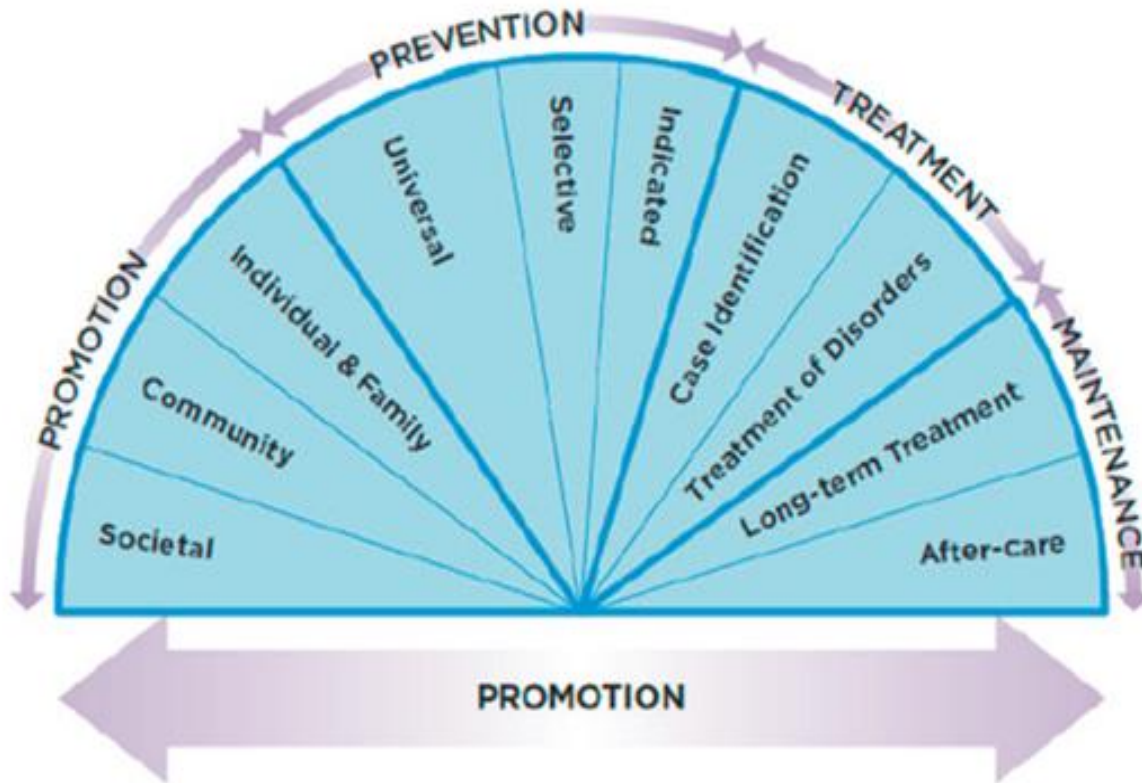 PREVENTION
TREATMENT
PROMOTION
MAINTENANCE
Societal
Community
Individual & Family
Universal
Selective
Indicated
Case Identification
Treatment of Disorders
Long-term Treatment
After-care
PROMOTION